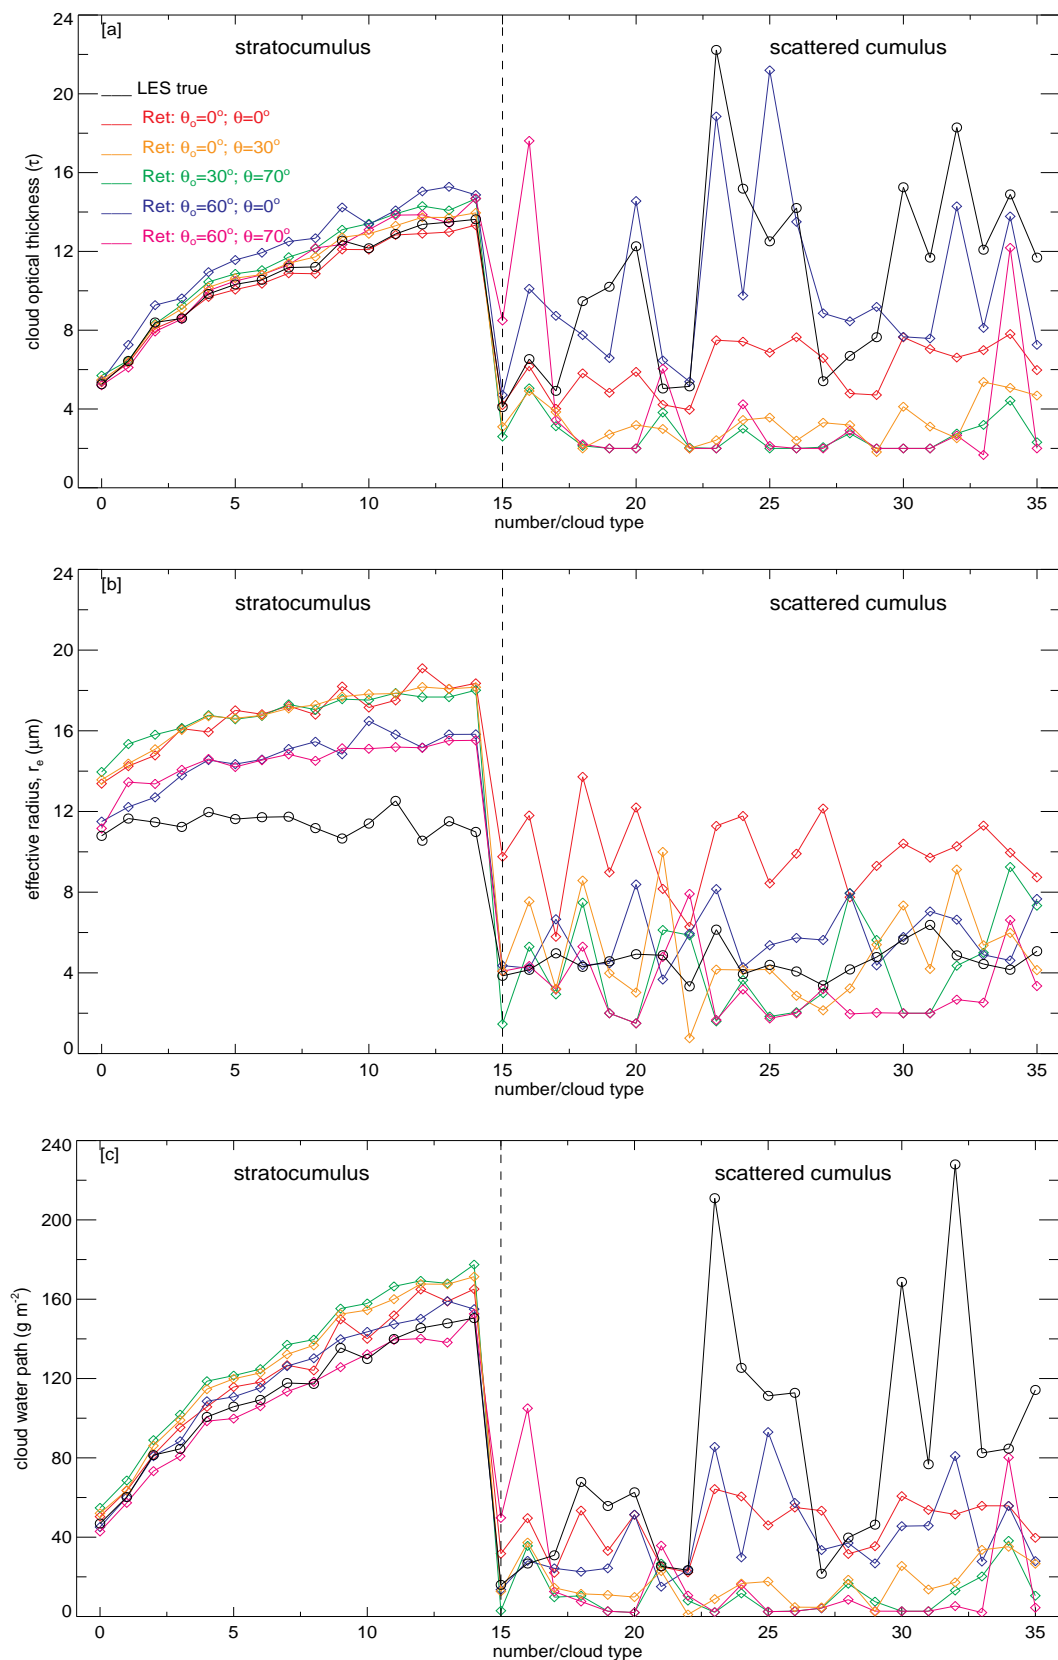 [a]
stratocumulus
scattered cumulus
LES true
Ret: θo=0°; θ=0°
Ret: θo=0°; θ=30°
Ret: θo=30°; θ=70°
Ret: θo=60°; θ=0°
Ret: θo=60°; θ=70°
cloud optical thickness (τ)
24
20
16
12
8
4
0
0 5 10 15 20 25 30 35
number/cloud type
[b]
stratocumulus
scattered cumulus
effective radius, re (μm)
24
20
16
12
8
4
0
0 5 10 15 20 25 30 35
number/cloud type
[c]
stratocumulus
scattered cumulus
cloud water path (g m-2)
240
200
160
120
80
40
0
0 5 10 15 20 25 30 35
number/cloud type